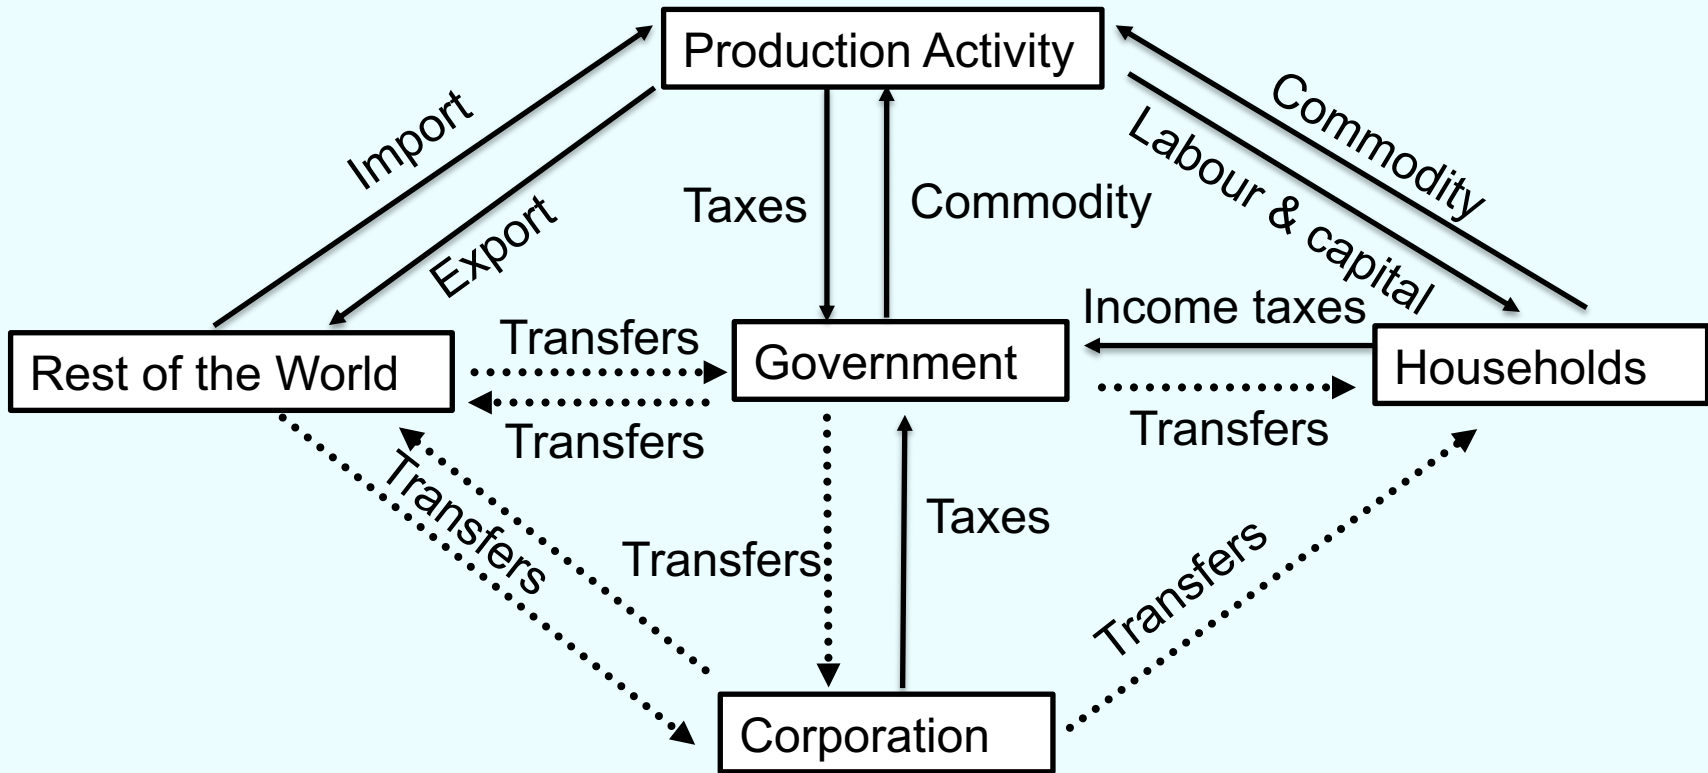 Production Activity
Import
Export
Taxes
Commodity
Commodity
Labour & capital
Income taxes
Rest of the World
Transfers
Transfers
Government
Transfers
Households
Transfers
Transfers
Taxes
Transfers
Corporation